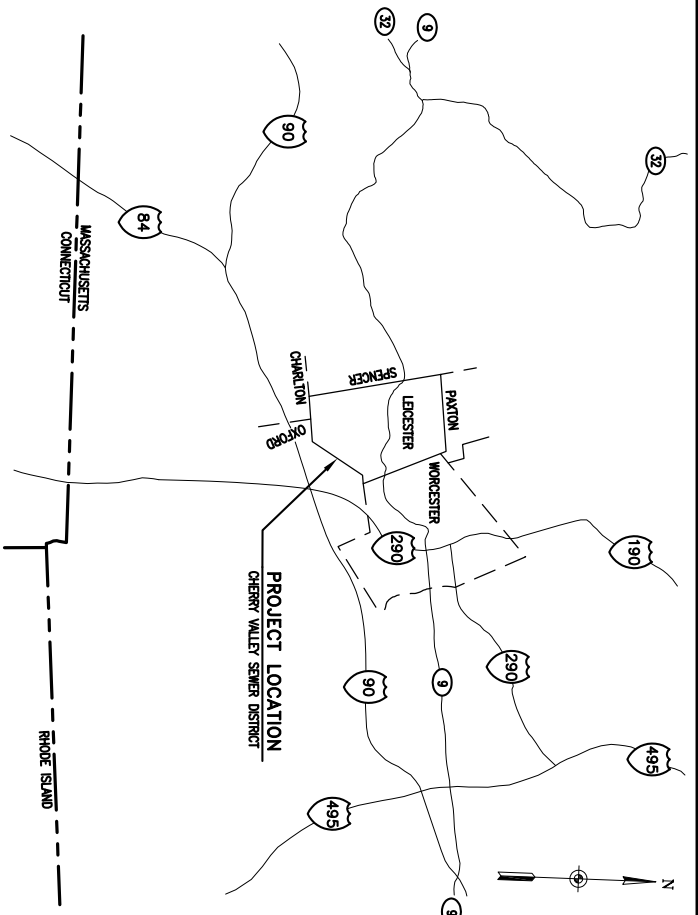 N
32
190
495
290
9
32
PAXTON
WORCESTER
LEICESTER
SPENCER
290
9
9
90
495
CHARLTON
OXFORD
90
PROJECT LOCATION
CHERRY VALLEY SEWER DISTRICT
84
MASSACHUSETTS
CONNECTICUT
RHODE ISLAND